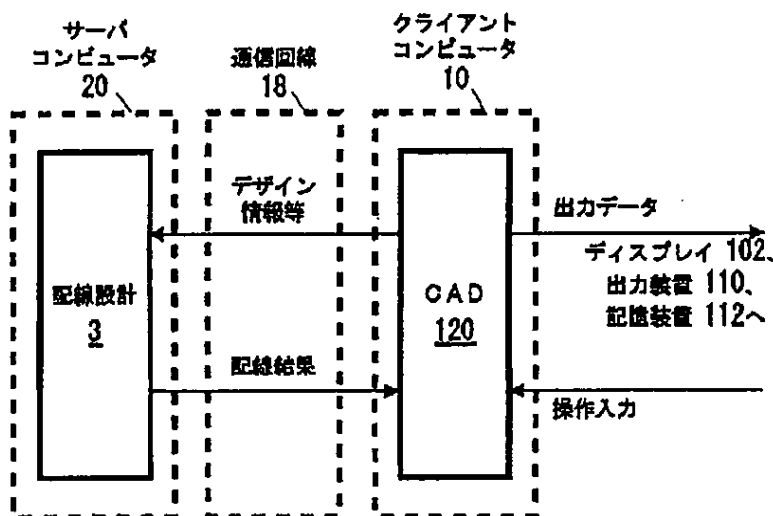 サーバ
コンピュータ
20
通信回線
18
クライアント
コンピュータ
10
デザイン
情報等
配線設計
3
配線結果
CAD
120
出力データ
ディスプレイ 102、
出力装置 110、
記憶装置 112へ
操作入力